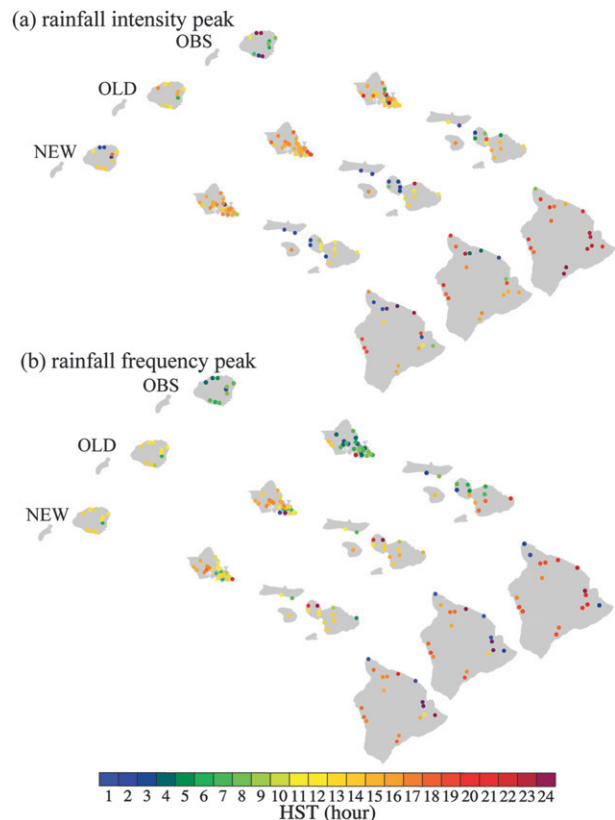 (a) rainfall intensity peak
OBS
OLD
NEW
(b) rainfall frequency peak
OBS
OLD
NEW
1 2 3 4 5 6 7 8 9 10 11 12 13 14 15 16 17 18 19 20 21 22 23 24
HST (hour)